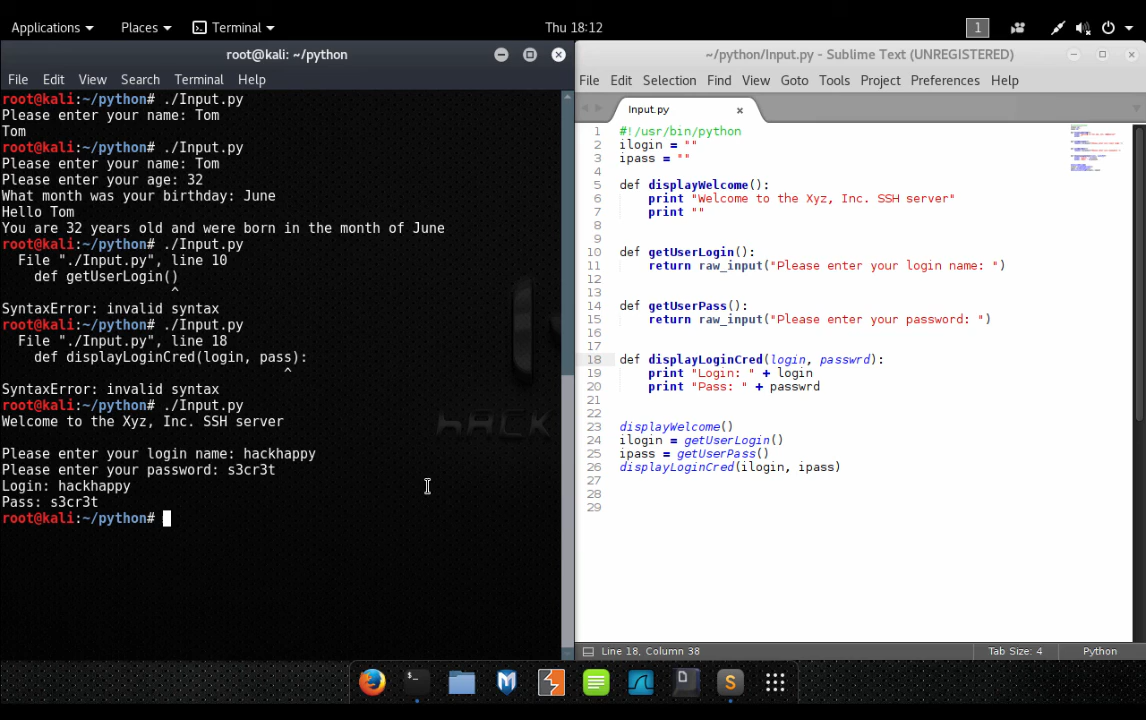 Applications Places Terminal Thu 18:12 1
root@kali: ~/python
File Edit View Search Terminal Help
root@kali:~/python# ./Input.py
Please enter your name: Tom
Tom
root@kali:~/python# ./Input.py
Please enter your name: Tom
Please enter your age: 32
What month was your birthday: June
Hello Tom
You are 32 years old and were born in the month of June
root@kali:~/python# ./Input.py
File "./Input.py", line 10
def getUserLogin()
^
SyntaxError: invalid syntax
root@kali:~/python# ./Input.py
File "./Input.py", line 18
def displayLoginCred(login, pass):
^
SyntaxError: invalid syntax
root@kali:~/python# ./Input.py
Welcome to the Xyz, Inc. SSH server
Please enter your login name: hackhappy
Please enter your password: s3cr3t
Login: hackhappy
Pass: s3cr3t
root@kali:~/python#
HACK
~/python/Input.py - Sublime Text (UNREGISTERED)
File Edit Selection Find View Goto Tools Project Preferences Help
Input.py
1 #!/usr/bin/python
2 ilogin = ""
3 ipass = ""
4
5 def displayWelcome():
6 print "Welcome to the Xyz, Inc. SSH server"
7 print ""
8
9
10 def getUserLogin():
11 return raw_input("Please enter your login name: ")
12
13
14 def getUserPass():
15 return raw_input("Please enter your password: ")
16
17
18 def displayLoginCred(login, passwrd):
19 print "Login: " + login
20 print "Pass: " + passwrd
21
22
23 displayWelcome()
24 ilogin = getUserLogin()
25 ipass = getUserPass()
26 displayLoginCred(ilogin, ipass)
27
28
29
Line 18, Column 38 Tab Size: 4 Python